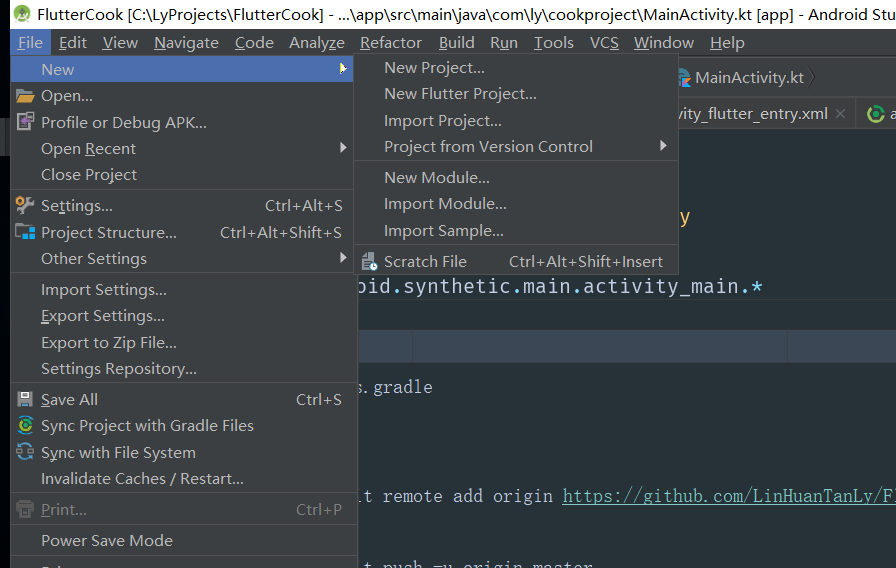 FlutterCook [C:\LyProjects\FlutterCook] - ...\app\src\main\java\com\ly\cookproject\MainActivity.kt [app] - Android Stu
File Edit View Navigate Code Analyze Refactor Build Run Tools VCS Window Help
New
Open...
Profile or Debug APK...
Open Recent
Close Project
Settings... Ctrl+Alt+S
Project Structure... Ctrl+Alt+Shift+S
Other Settings
Import Settings...
Export Settings...
Export to Zip File...
Settings Repository...
Save All Ctrl+S
Sync Project with Gradle Files
Sync with File System
Invalidate Caches / Restart...
Print... Ctrl+P
Power Save Mode
New Project...
New Flutter Project...
Import Project...
Project from Version Control
New Module...
Import Module...
Import Sample...
Scratch File Ctrl+Alt+Shift+Insert
MainActivity.kt
vity_flutter_entry.xml
y
oid.synthetic.main.activity_main.*
s.gradle
it remote add origin https://github.com/LinHuanTanLy/Fl
t push -u origin master